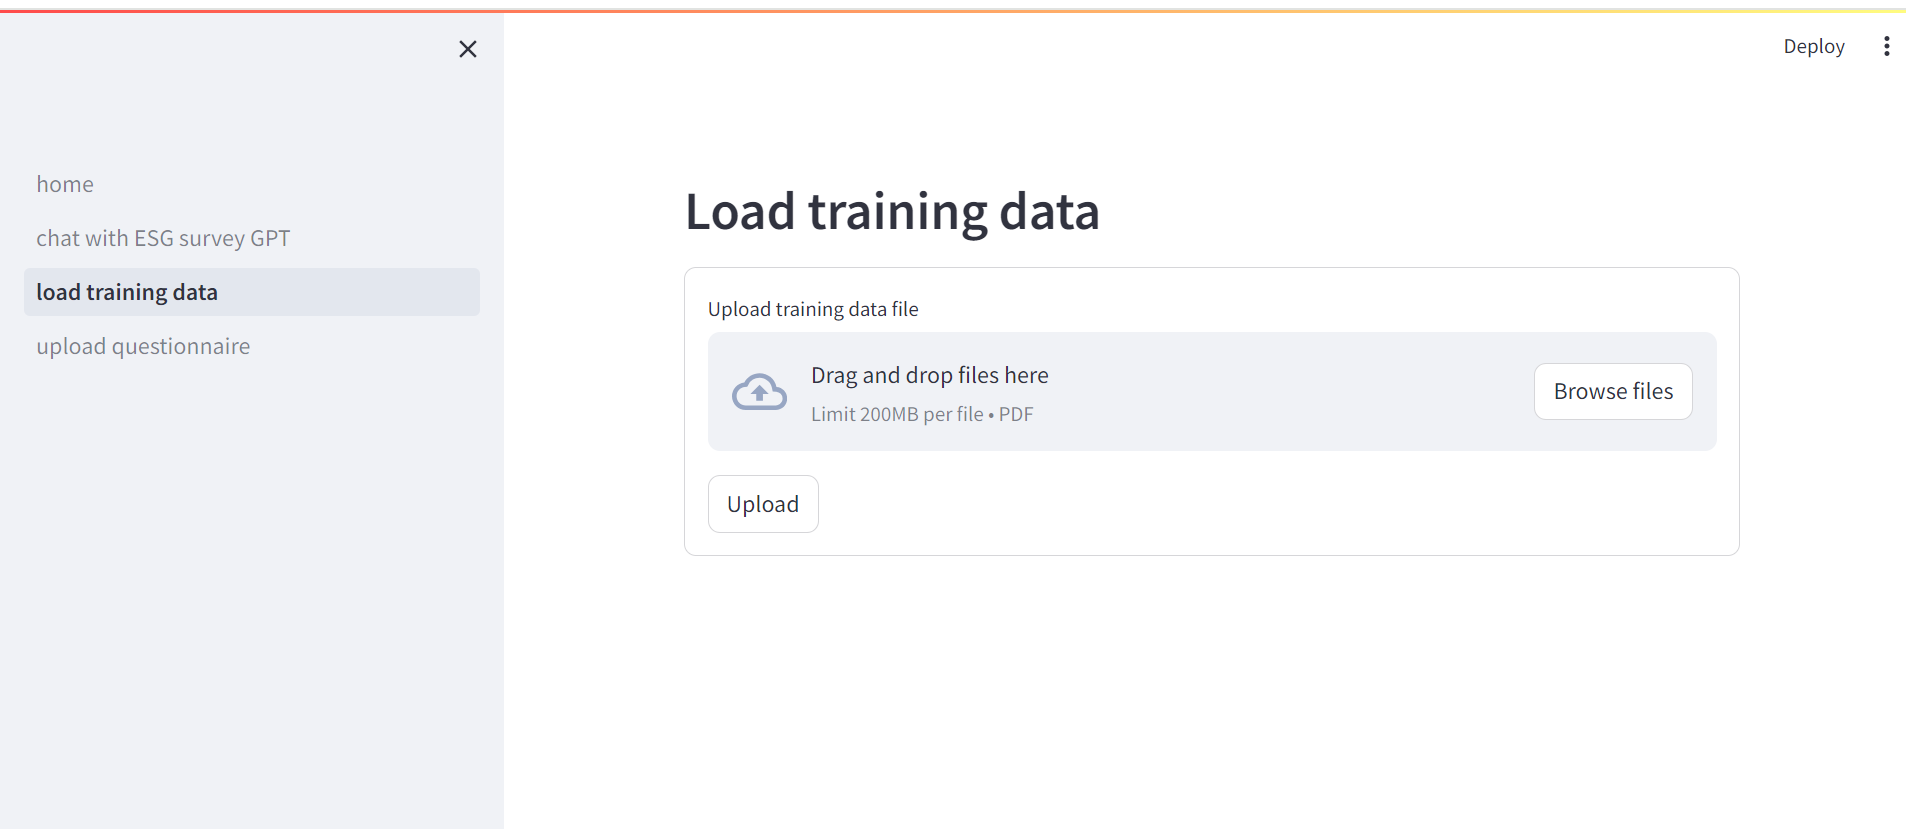 Deploy
home
chat with ESG survey GPT
load training data
upload questionnaire
Load training data
Upload training data file
Drag and drop files here
Limit 200MB per file • PDF
Browse files
Upload